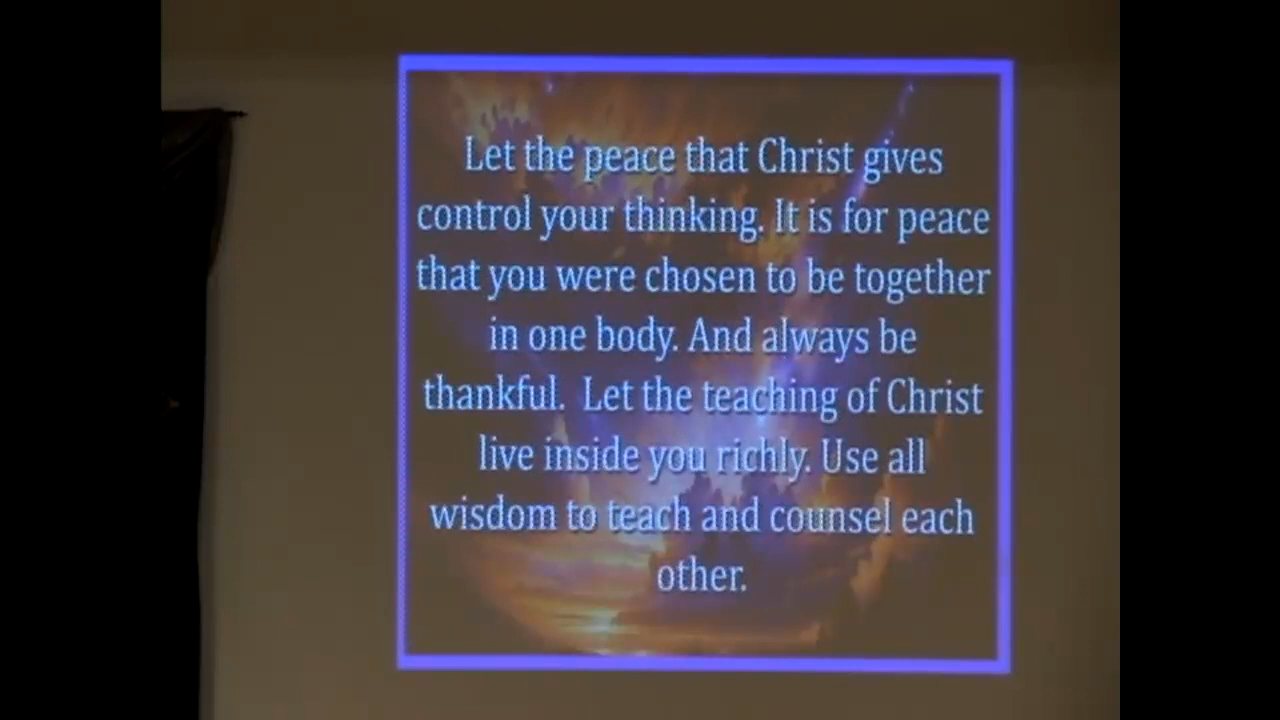 Let the peace that Christ gives
control your thinking. It is for peace
that you were chosen to be together
in one body. And always be
thankful.  Let the teaching of Christ
live inside you richly. Use all
wisdom to teach and counsel each
other.